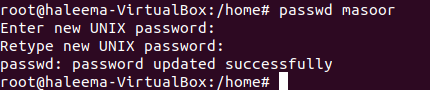 root@haleema-VirtualBox:/home# passwd masoor
Enter new UNIX password:
Retype new UNIX password:
passwd: password updated successfully
root@haleema-VirtualBox:/home#